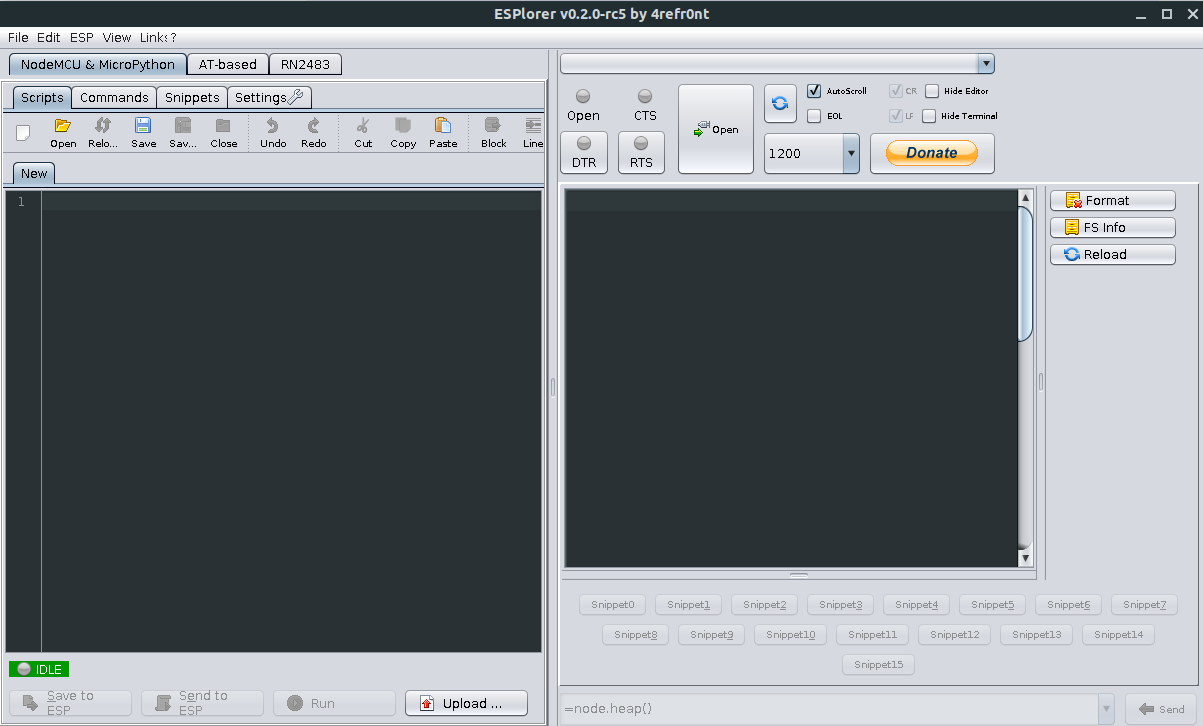 ESPlorer v0.2.0-rc5 by 4refr0nt
File Edit ESP View Links ?
NodeMCU & MicroPython AT-based RN2483
Scripts Commands Snippets Settings
Open Relo... Save Sav... Close Undo Redo Cut Copy Paste Block Line
New
1
IDLE
Save to ESP
Send to ESP
Run
Upload ...
Open CTS
DTR RTS
Open
AutoScroll CR Hide Editor
EOL LF Hide Terminal
1200
Donate
Format
FS Info
Reload
Snippet0 Snippet1 Snippet2 Snippet3 Snippet4 Snippet5 Snippet6 Snippet7
Snippet8 Snippet9 Snippet10 Snippet11 Snippet12 Snippet13 Snippet14
Snippet15
=node.heap()
Send